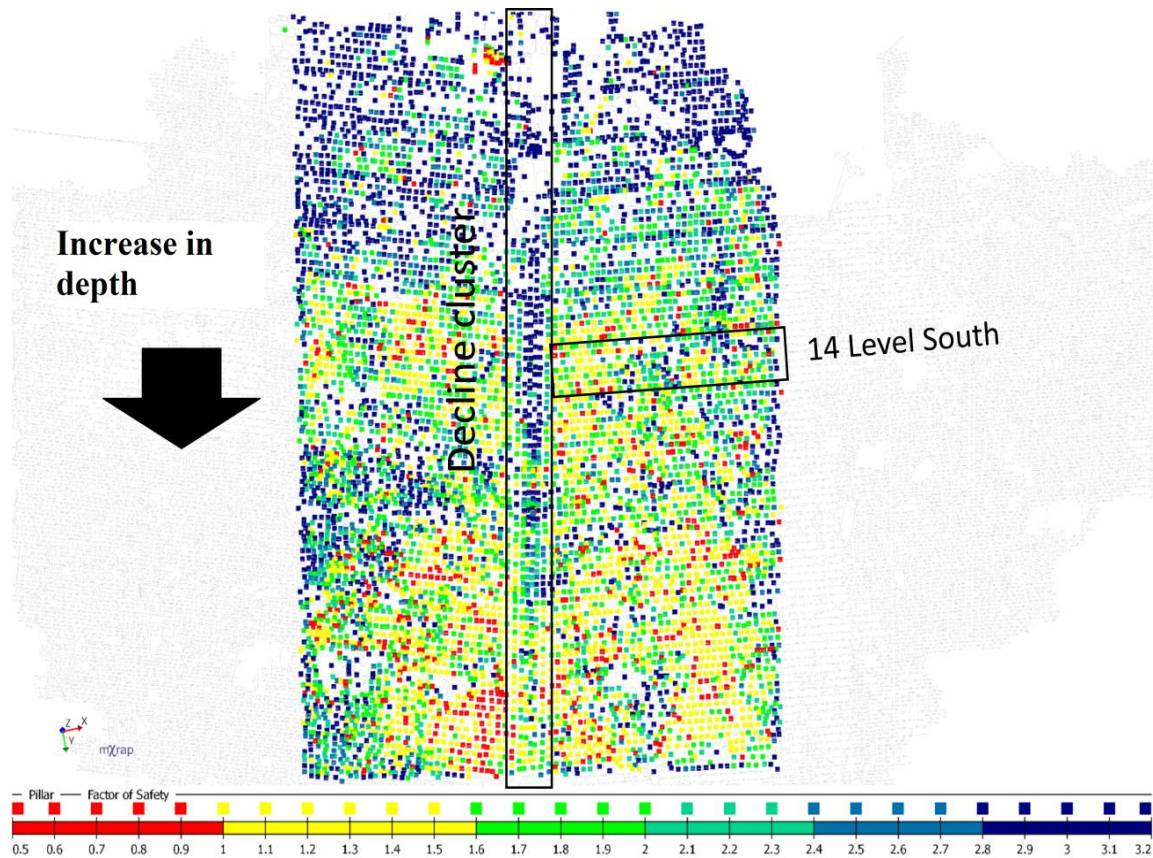 Increase in
depth
Decline cluster
14 Level South
Z
X
Y
mXrap
Pillar Factor of Safety
0.5 0.6 0.7 0.8 0.9 1 1.1 1.2 1.3 1.4 1.5 1.6 1.7 1.8 1.9 2 2.1 2.2 2.3 2.4 2.5 2.6 2.7 2.8 2.9 3 3.1 3.2